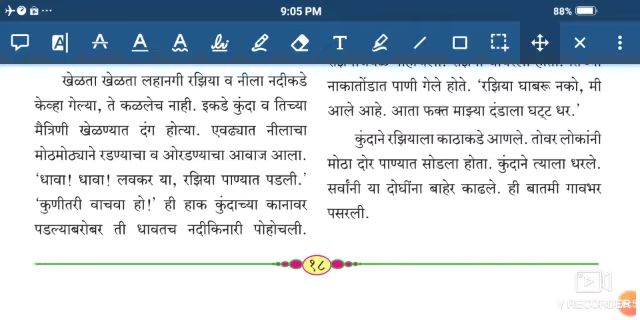 9:05 PM
88%
खेळता खेळता लहानगी रझिया व नीला नदीकडे
केव्हा गेल्या, ते कळलेच नाही. इकडे कुंदा व तिच्या
मैत्रिणी खेळण्यात दंग होत्या. एवढ्यात नीलाचा
मोठमोठ्याने रडण्याचा व ओरडण्याचा आवाज आला.
'धावा! धावा! लवकर या, रझिया पाण्यात पडली.'
'कुणीतरी वाचवा हो!' ही हाक कुंदाच्या कानावर
पडल्याबरोबर ती धावतच नदीकिनारी पोहोचली.
नाकातोंडात पाणी गेले होते. 'रझिया घाबरू नको, मी
आले आहे. आता फक्त माझ्या दंडाला घट्ट धर.'
कुंदाने रझियाला काठाकडे आणले. तोवर लोकांनी
मोठा दोर पाण्यात सोडला होता. कुंदाने त्याला धरले.
सर्वांनी या दोघींना बाहेर काढले. ही बातमी गावभर
पसरली.
१८
RECORDER